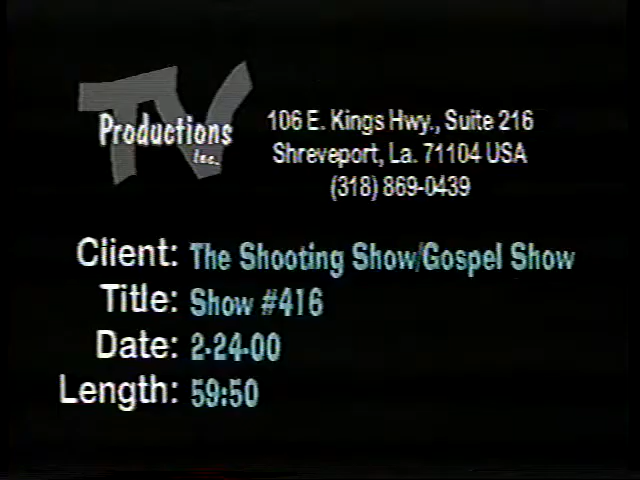 TV
Productions
Inc.
106 E. Kings Hwy., Suite 216
Shreveport, La. 71104 USA
(318) 869-0439
Client: The Shooting Show/Gospel Show
Title: Show #416
Date: 2-24-00
Length: 59:50